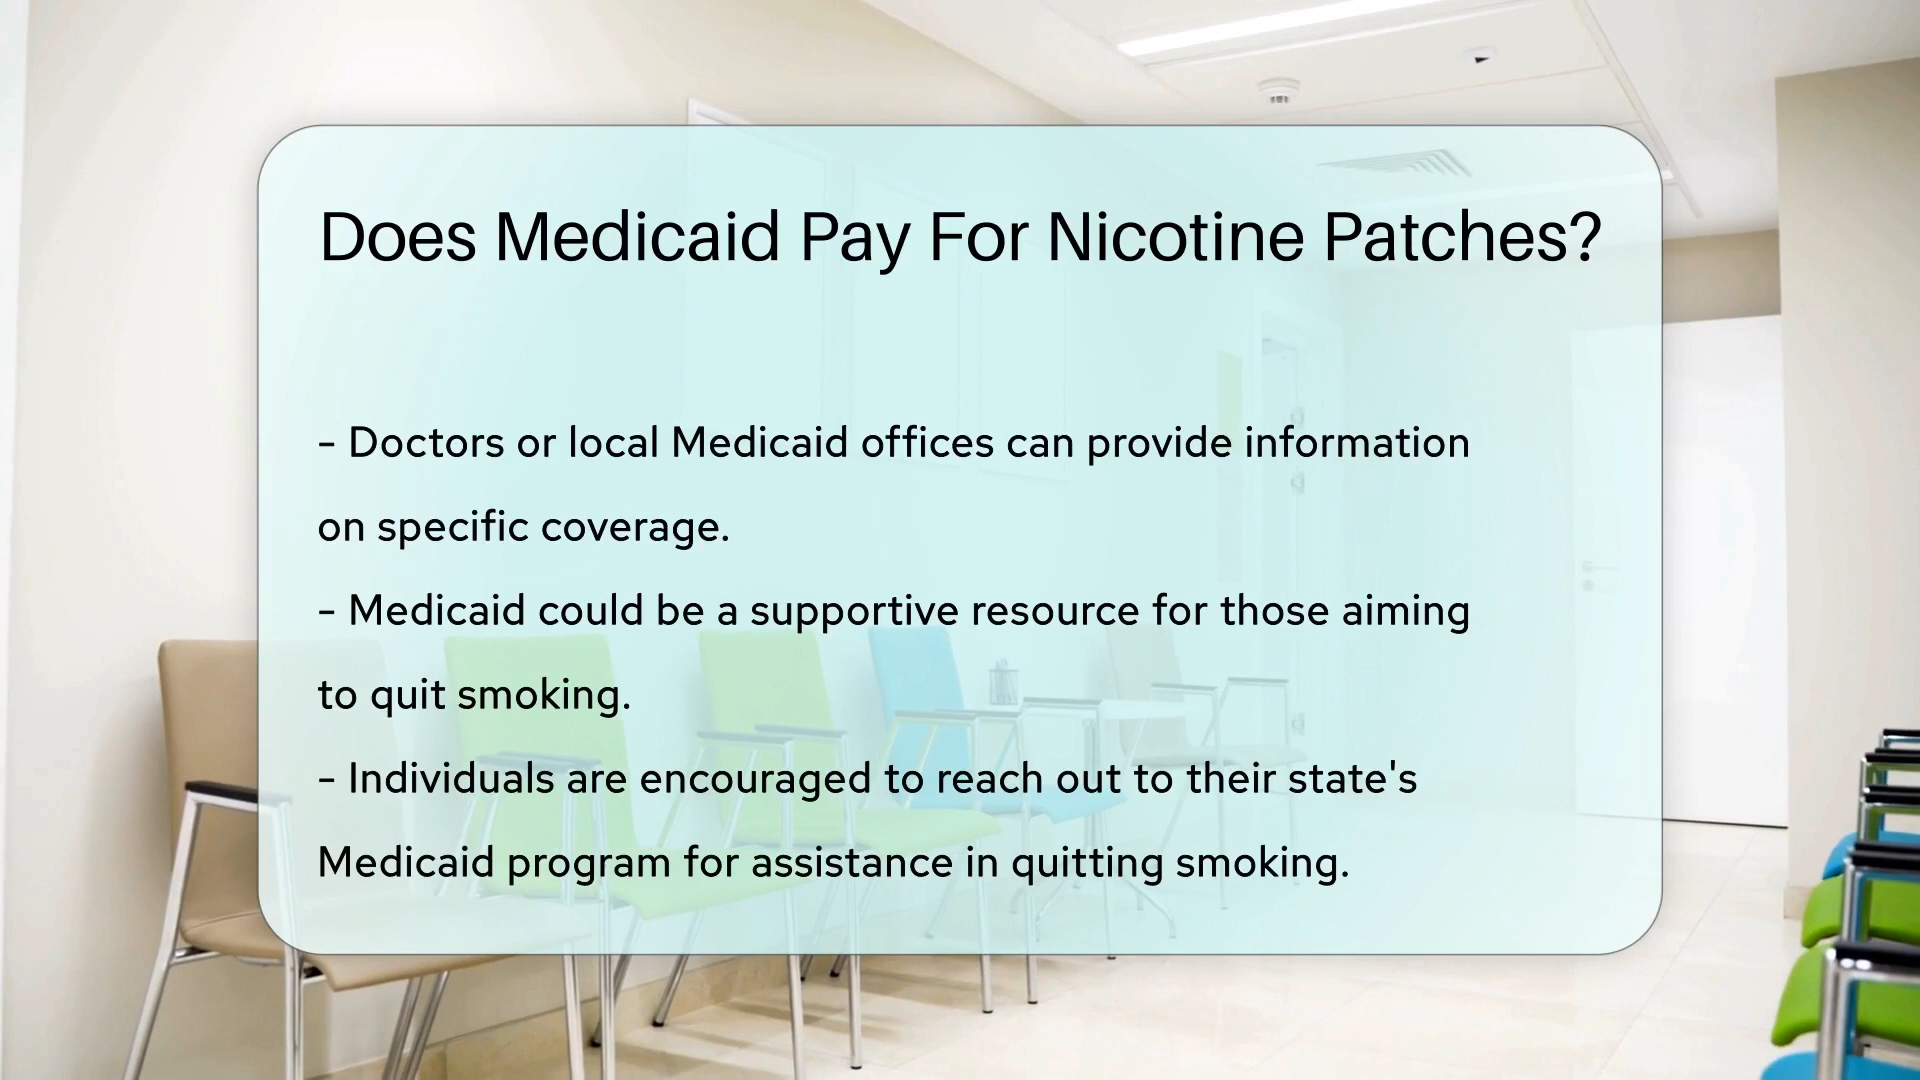 Does Medicaid Pay For Nicotine Patches?
- Doctors or local Medicaid offices can provide information
on specific coverage.
- Medicaid could be a supportive resource for those aiming
to quit smoking.
- Individuals are encouraged to reach out to their state's
Medicaid program for assistance in quitting smoking.